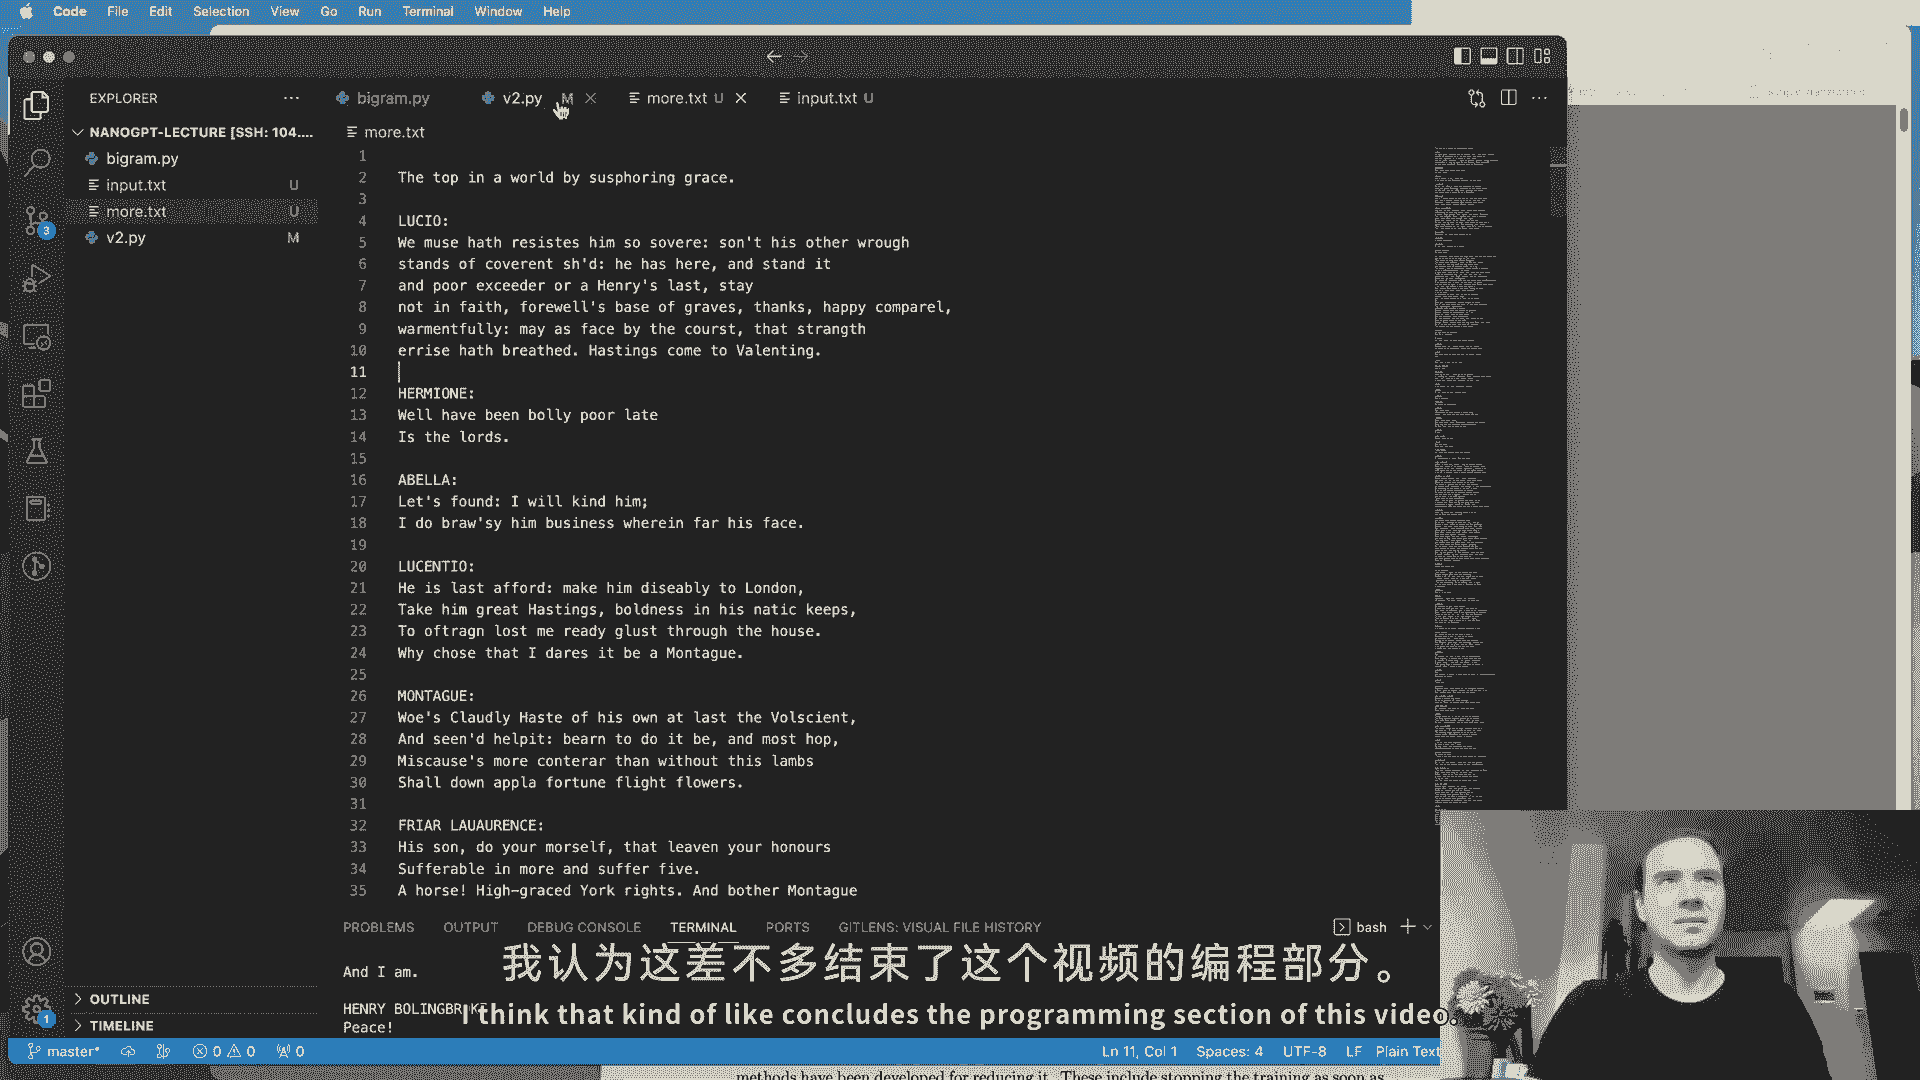 Code File Edit Selection View Go Run Terminal Window Help
EXPLORER
NANOGPT-LECTURE [SSH: 104....
bigram.py
input.txt U
more.txt U
v2.py M
OUTLINE
TIMELINE
bigram.py v2.py M more.txt U input.txt U
more.txt
1
2 The top in a world by susphoring grace.
3
4 LUCIO:
5 We muse hath resistes him so sovere: son't his other wrough
6 stands of coverent sh'd: he has here, and stand it
7 and poor exceeder or a Henry's last, stay
8 not in faith, forewell's base of graves, thanks, happy comparel,
9 warmentfully: may as face by the courst, that strangth
10 errise hath breathed. Hastings come to Valenting.
11
12 HERMIONE:
13 Well have been bolly poor late
14 Is the lords.
15
16 ABELLA:
17 Let's found: I will kind him;
18 I do braw'sy him business wherein far his face.
19
20 LUCENTIO:
21 He is last afford: make him diseably to London,
22 Take him great Hastings, boldness in his natic keeps,
23 To oftragn lost me ready glust through the house.
24 Why chose that I dares it be a Montague.
25
26 MONTAGUE:
27 Woe's Claudly Haste of his own at last the Volscient,
28 And seen'd helpit: bearn to do it be, and most hop,
29 Miscause's more conterar than without this lambs
30 Shall down appla fortune flight flowers.
31
32 FRIAR LAUAURENCE:
33 His son, do your morself, that leaven your honours
34 Sufferable in more and suffer five.
35 A horse! High-graced York rights. And bother Montague
PROBLEMS OUTPUT DEBUG CONSOLE TERMINAL PORTS GITLENS: VISUAL FILE HISTORY bash
And I am.
HENRY BOLINGBR
Peace!
我认为这差不多结束了这个视频的编程部分。
I think that kind of like concludes the programming section of this video.
3
1
master* 0 0 0 Ln 11, Col 1 Spaces: 4 UTF-8 LF Plain Text
methods have been developed for reducing it. These include stopping the training as soon as